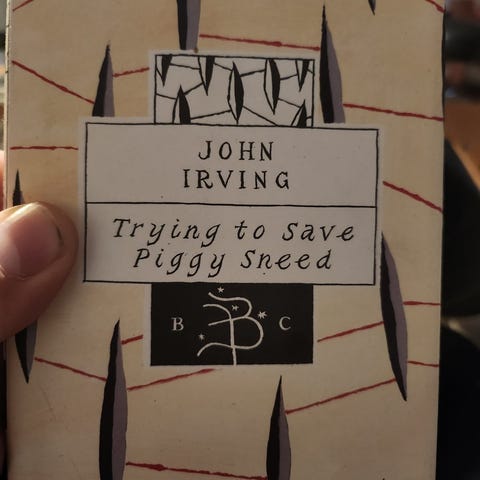 JOHN
IRVING
Trying to save
Piggy Sneed
B B C